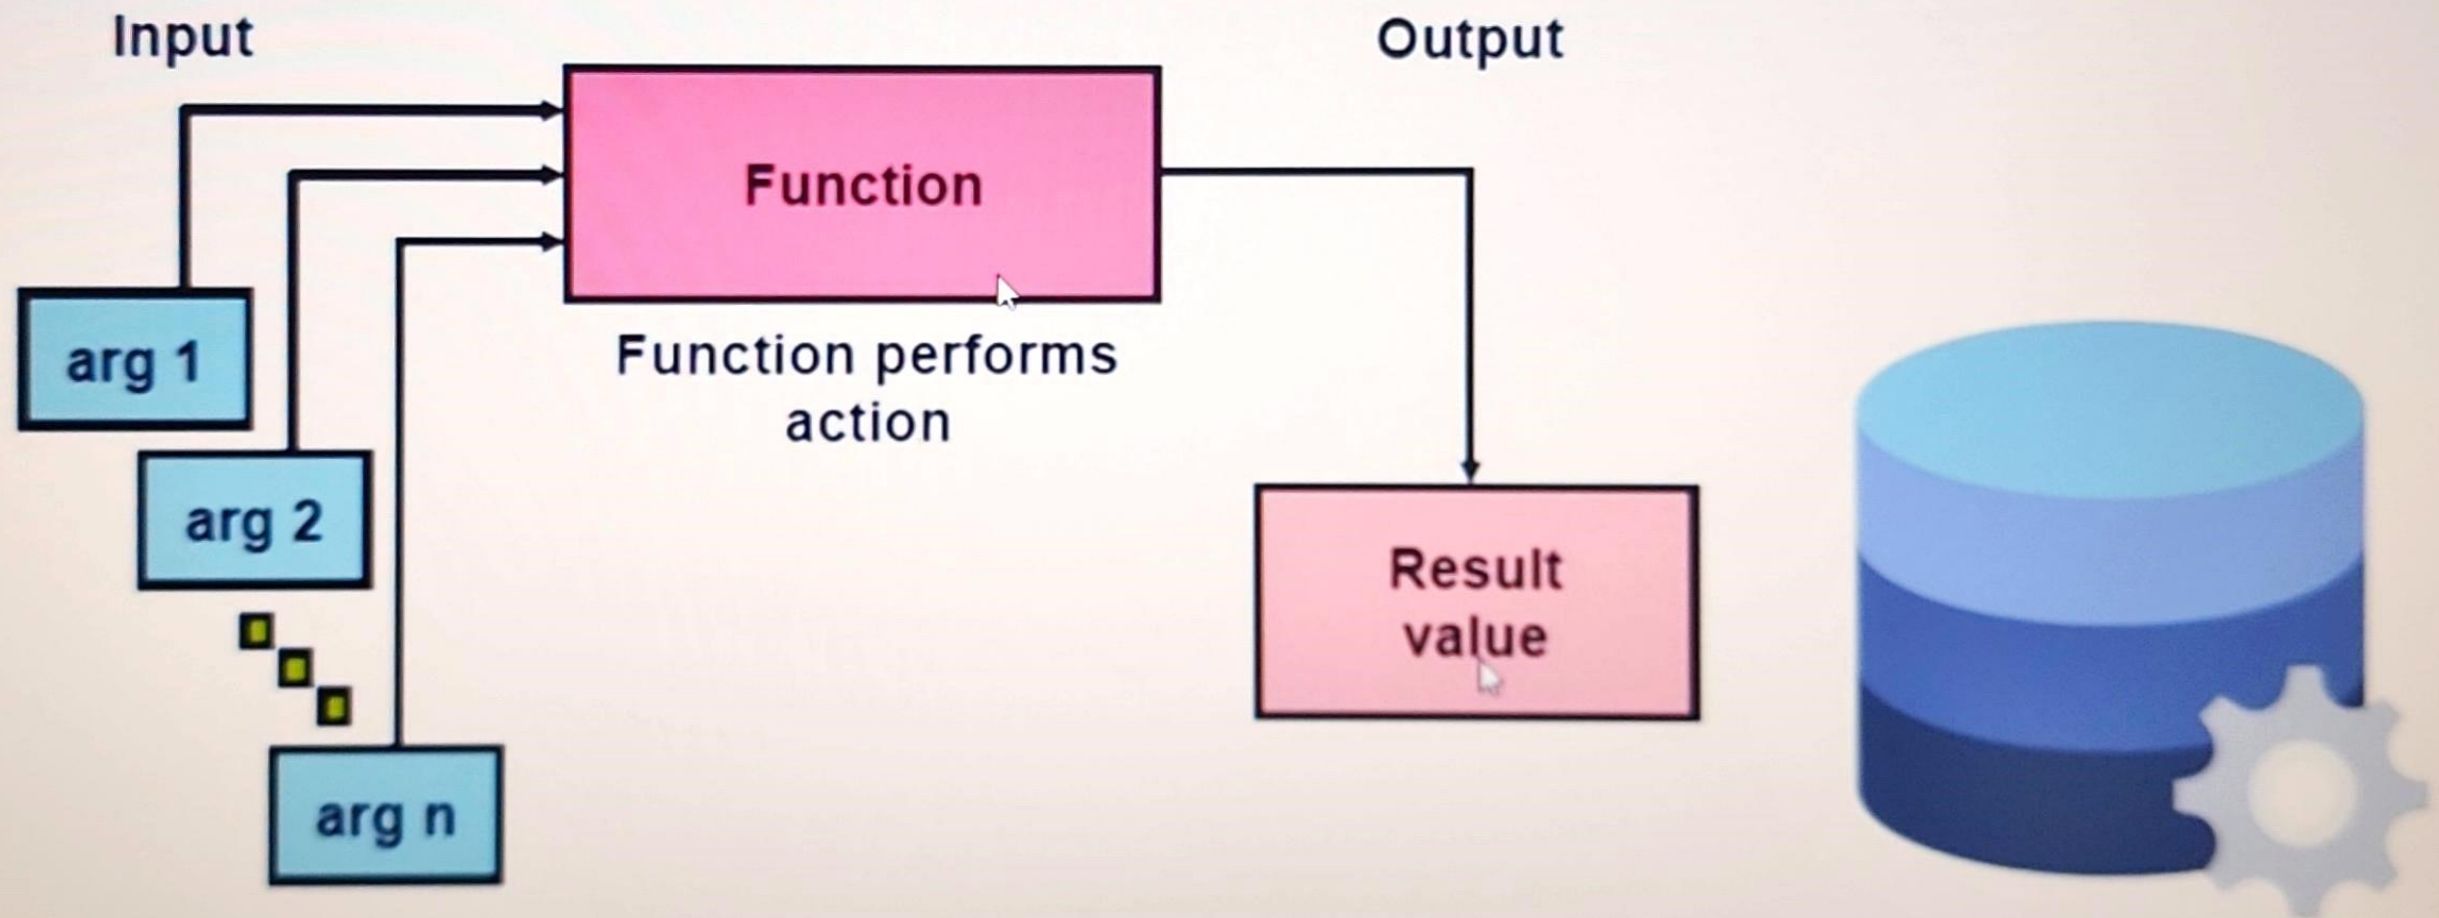 Input
Output
Function
Function performs
action
arg 1
arg 2
arg n
Result
value